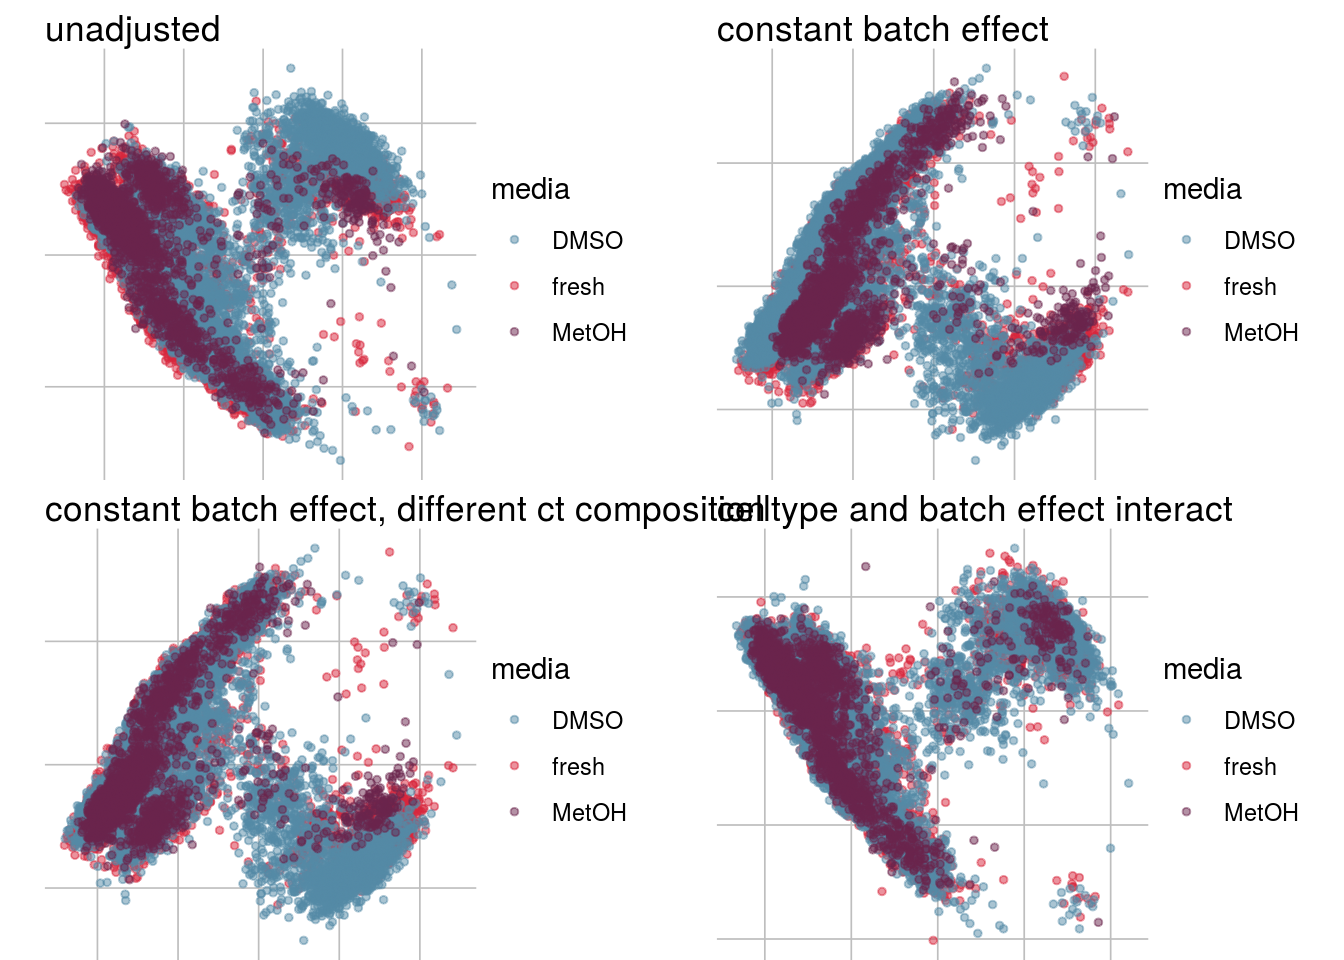 unadjusted
media
DMSO
fresh
MetOH
constant batch effect
media
DMSO
fresh
MetOH
constant batch effect, different ct composition
media
DMSO
fresh
MetOH
celltype and batch effect interact
media
DMSO
fresh
MetOH